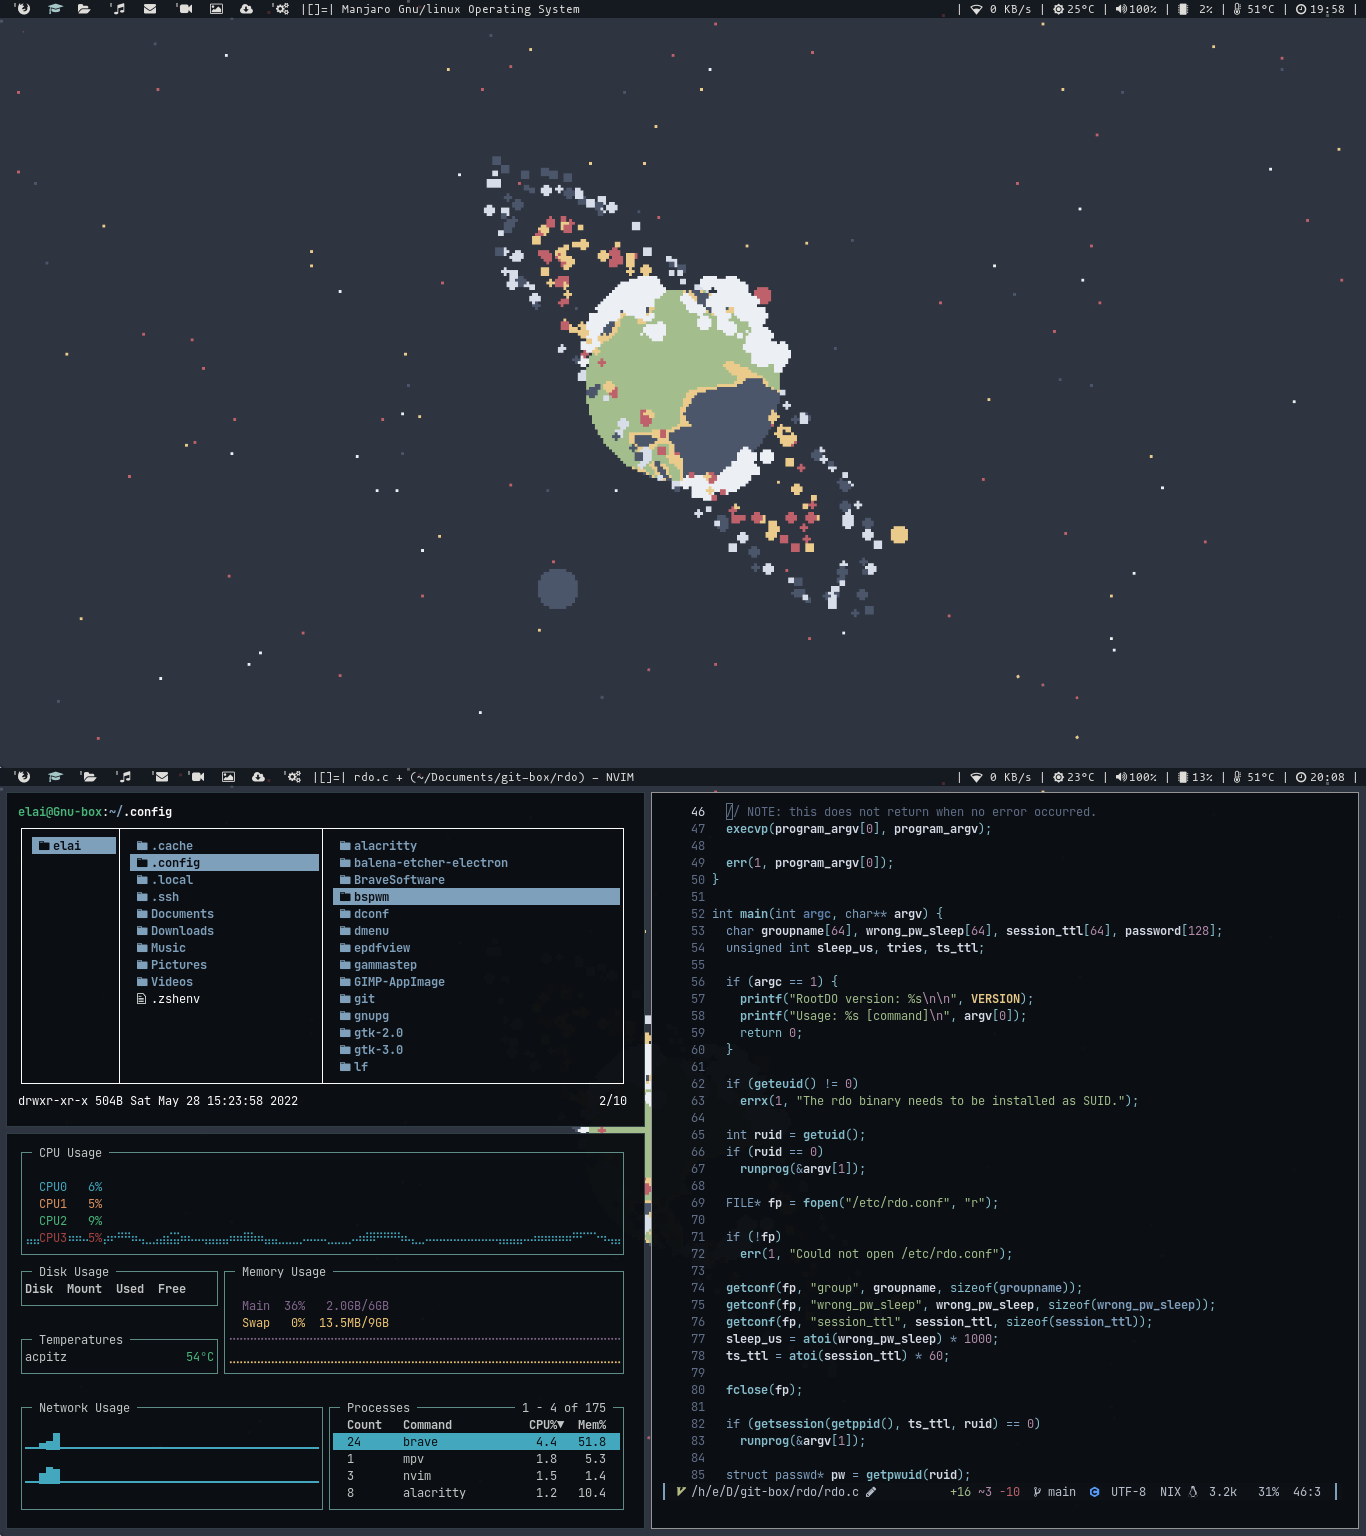 |[]=| Manjaro Gnu/linux Operating System | 0 KB/s | 25°C | 100% | 2% | 51°C | 19:58 |
|[]=| rdo.c + (~/Documents/git-box/rdo) - NVIM | 0 KB/s | 23°C | 100% | 13% | 51°C | 20:08 |
elai@Gnu-box:~/.config
elai
.cache
.config
.local
.ssh
Documents
Downloads
Music
Pictures
Videos
.zshenv
alacritty
balena-etcher-electron
BraveSoftware
bspwm
dconf
dmenu
epdfview
gammastep
GIMP-AppImage
git
gnupg
gtk-2.0
gtk-3.0
lf
drwxr-xr-x 504B Sat May 28 15:23:58 2022 2/10
CPU Usage
CPU0 6%
CPU1 5%
CPU2 9%
CPU3 5%
Disk Usage
Disk Mount Used Free
Temperatures
acpitz 54°C
Memory Usage
Main 36% 2.0GB/6GB
Swap 0% 13.5MB/9GB
Network Usage
Processes 1 - 4 of 175
Count Command CPU%▼ Mem%
24 brave 4.4 51.8
1 mpv 1.8 5.3
3 nvim 1.5 1.4
8 alacritty 1.2 10.4
46 // NOTE: this does not return when no error occurred.
47 execvp(program_argv[0], program_argv);
48
49 err(1, program_argv[0]);
50 }
51
52 int main(int argc, char** argv) {
53 char groupname[64], wrong_pw_sleep[64], session_ttl[64], password[128];
54 unsigned int sleep_us, tries, ts_ttl;
55
56 if (argc == 1) {
57 printf("RootDO version: %s\n\n", VERSION);
58 printf("Usage: %s [command]\n", argv[0]);
59 return 0;
60 }
61
62 if (geteuid() != 0)
63 errx(1, "The rdo binary needs to be installed as SUID.");
64
65 int ruid = getuid();
66 if (ruid == 0)
67 runprog(&argv[1]);
68
69 FILE* fp = fopen("/etc/rdo.conf", "r");
70
71 if (!fp)
72 err(1, "Could not open /etc/rdo.conf");
73
74 getconf(fp, "group", groupname, sizeof(groupname));
75 getconf(fp, "wrong_pw_sleep", wrong_pw_sleep, sizeof(wrong_pw_sleep));
76 getconf(fp, "session_ttl", session_ttl, sizeof(session_ttl));
77 sleep_us = atoi(wrong_pw_sleep) * 1000;
78 ts_ttl = atoi(session_ttl) * 60;
79
80 fclose(fp);
81
82 if (getsession(getppid(), ts_ttl, ruid) == 0)
83 runprog(&argv[1]);
84
85 struct passwd* pw = getpwuid(ruid);
/h/e/D/git-box/rdo/rdo.c +16 ~3 -10 main UTF-8 NIX 3.2k 31% 46:3